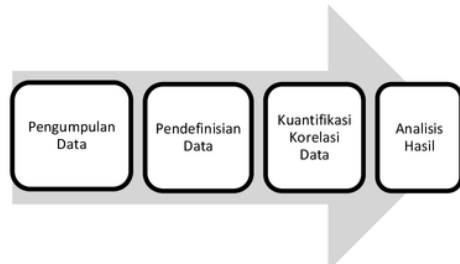 Pengumpulan
Data
Pendefinisian
Data
Kuantifikasi
Korelasi
Data
Analisis
Hasil